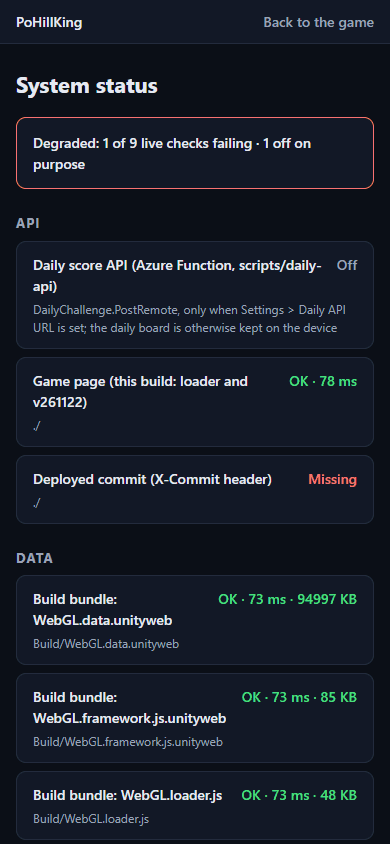 PoHillKing
Back to the game
System status
Degraded: 1 of 9 live checks failing · 1 off on
purpose
API
Daily score API (Azure Function, scripts/daily-
api)
Off
DailyChallenge.PostRemote, only when Settings > Daily API
URL is set; the daily board is otherwise kept on the device
Game page (this build: loader and
v261122)
OK · 78 ms
./
Deployed commit (X-Commit header)
Missing
./
DATA
Build bundle:
WebGL.data.unityweb
OK · 73 ms · 94997 KB
Build/WebGL.data.unityweb
Build bundle:
WebGL.framework.js.unityweb
OK · 73 ms · 85 KB
Build/WebGL.framework.js.unityweb
Build bundle: WebGL.loader.js
OK · 73 ms · 48 KB
Build/WebGL.loader.js